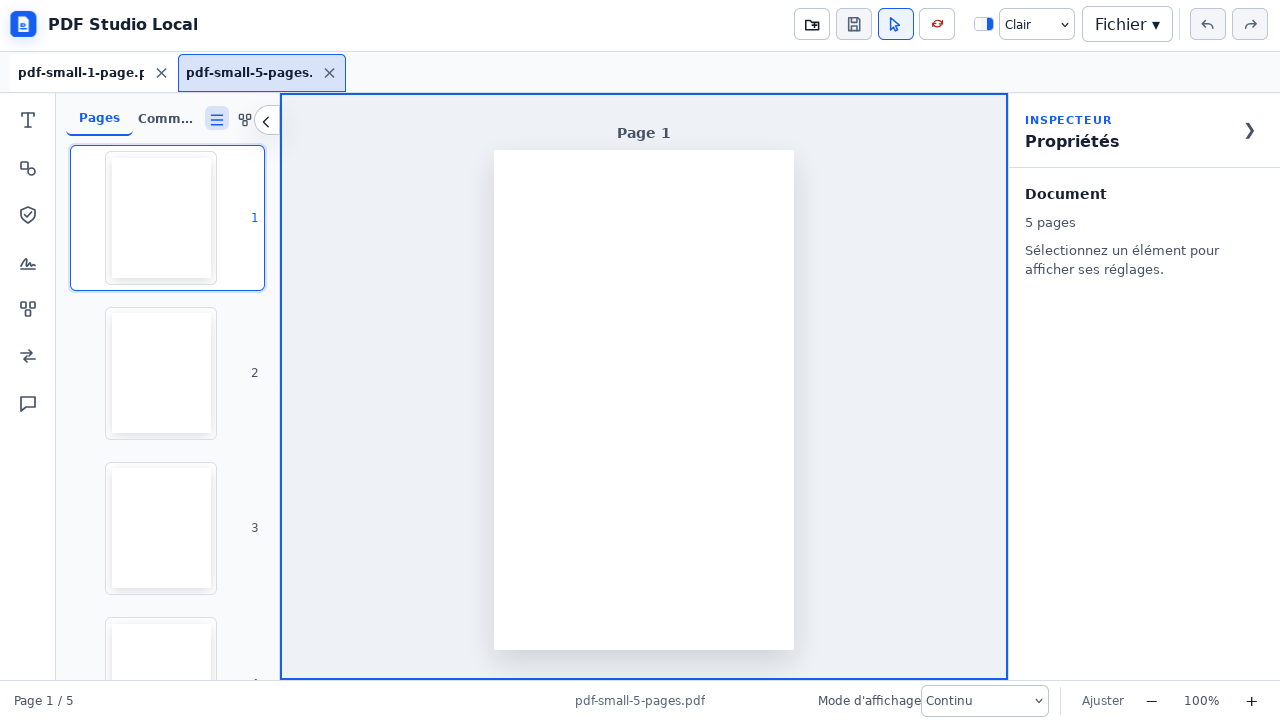 PDF Studio Local
Clair
Fichier ▾
pdf-small-1-page.p
pdf-small-5-pages.
Pages
Comm...
1
2
3
Page 1
INSPECTEUR
Propriétés
Document
5 pages
Sélectionnez un élément pour
afficher ses réglages.
Page 1 / 5
pdf-small-5-pages.pdf
Mode d'affichage
Continu
Ajuster
100%